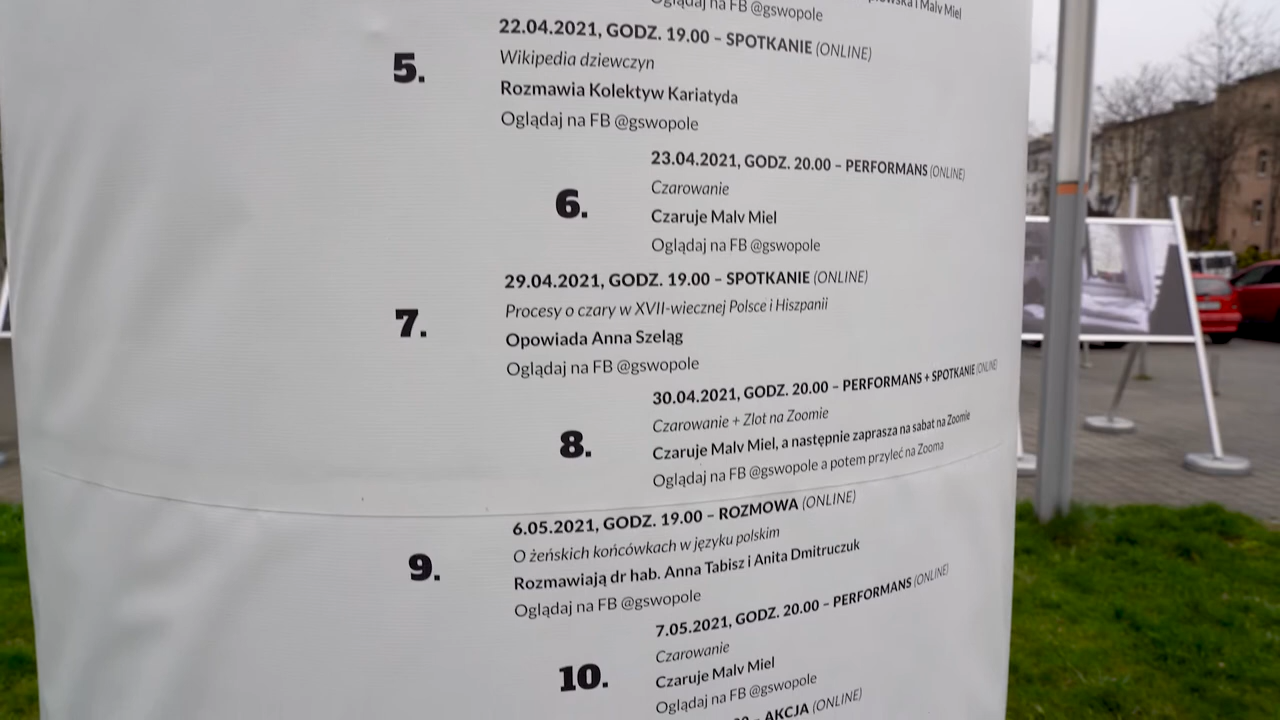 Oglądaj na FB @gswopole
i Malv Miel
5.
22.04.2021, GODZ. 19.00 – SPOTKANIE (ONLINE)
Wikipedia dziewczyn
Rozmawia Kolektyw Kariatyda
Oglądaj na FB @gswopole
6.
23.04.2021, GODZ. 20.00 – PERFORMANS (ONLINE)
Czarowanie
Czaruje Malv Miel
Oglądaj na FB @gswopole
7.
29.04.2021, GODZ. 19.00 – SPOTKANIE (ONLINE)
Procesy o czary w XVII-wiecznej Polsce i Hiszpanii
Opowiada Anna Szeląg
Oglądaj na FB @gswopole
8.
30.04.2021, GODZ. 20.00 – PERFORMANS + SPOTKANIE (ONLINE)
Czarowanie + Zlot na Zoomie
Czaruje Malv Miel, a następnie zaprasza na sabat na Zoomie
Oglądaj na FB @gswopole a potem przyleć na Zooma
9.
6.05.2021, GODZ. 19.00 – ROZMOWA (ONLINE)
O żeńskich końcówkach w języku polskim
Rozmawiają dr hab. Anna Tabisz i Anita Dmitruczuk
Oglądaj na FB @gswopole
10.
7.05.2021, GODZ. 20.00 – PERFORMANS (ONLINE)
Czarowanie
Czaruje Malv Miel
Oglądaj na FB @gswopole
– AKCJA (ONLINE)